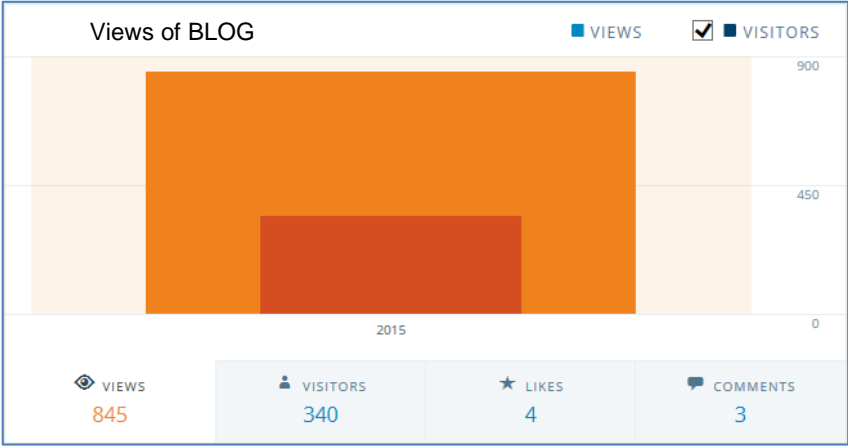 Views of BLOG
VIEWS
VISITORS
900
450
0
2015
VIEWS
845
VISITORS
340
LIKES
4
COMMENTS
3